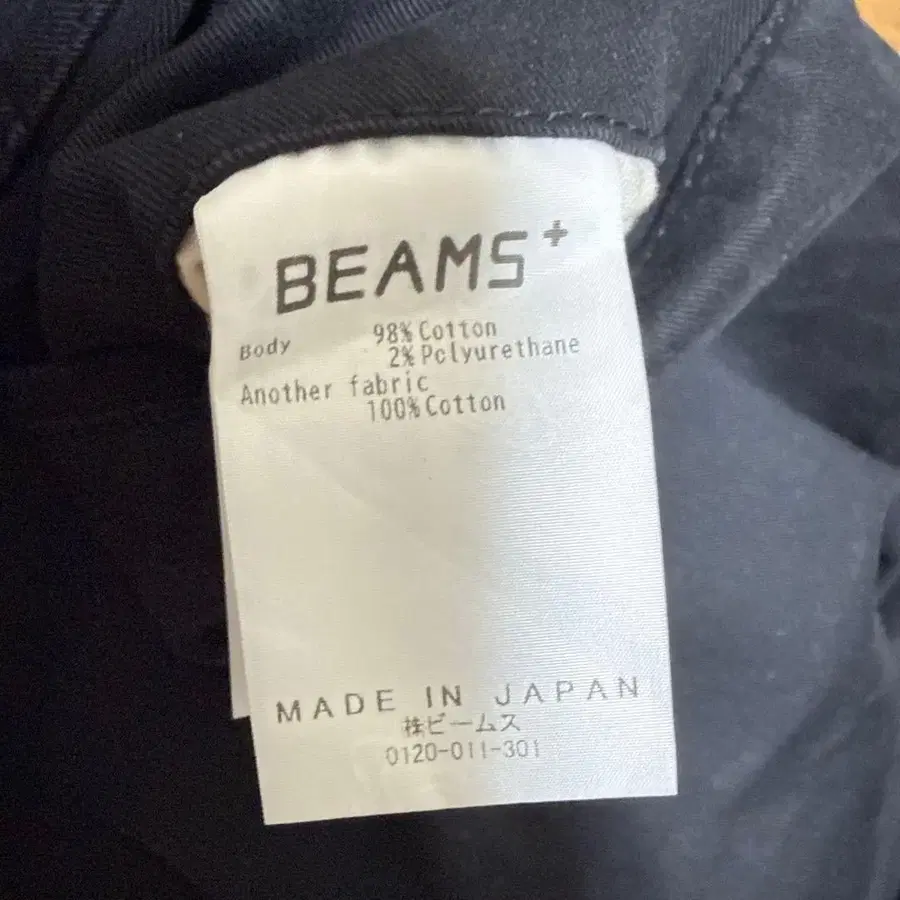 BEAMS+
Body 98% Cotton
2% Polyurethane
Another fabric
100% Cotton
MADE IN JAPAN
株ビームス
0120-011-301